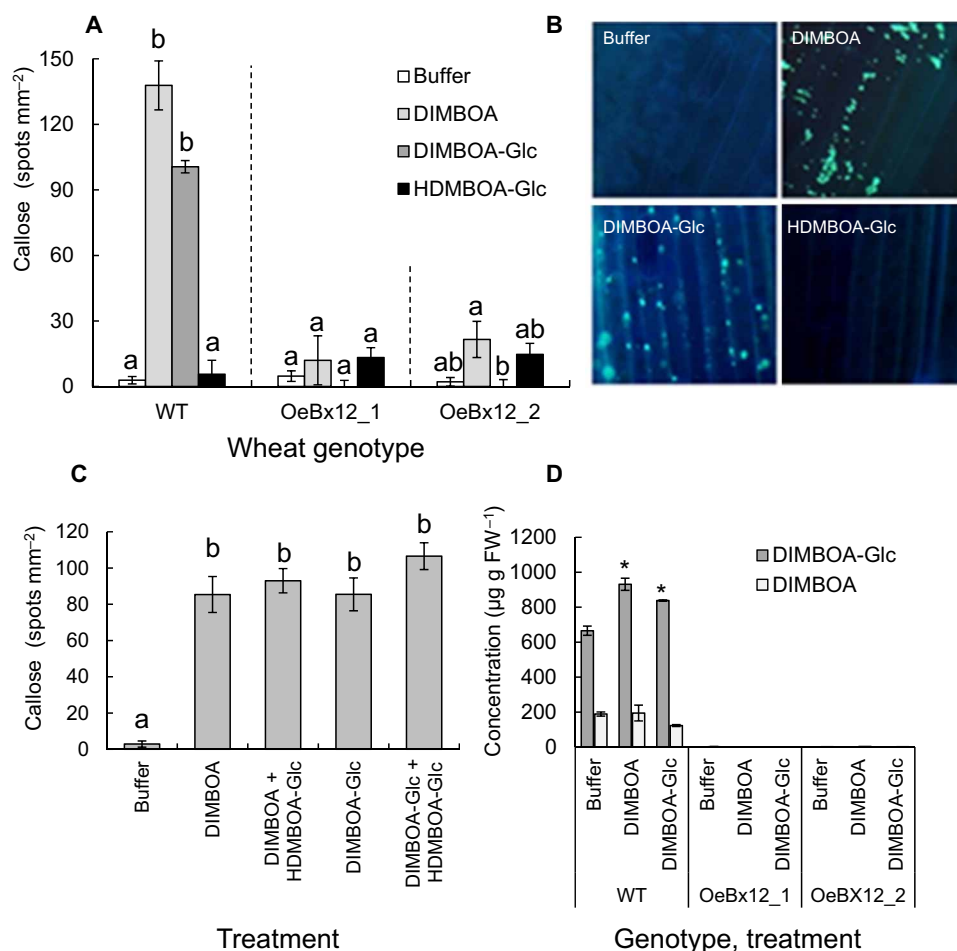 A
150
120
90
60
30
0
Callose (spots mm⁻²)
b
b
a
a
a
a
a
a
ab
a
b
ab
Buffer
DIMBOA
DIMBOA-Glc
HDMBOA-Glc
WT
OeBx12_1
OeBx12_2
Wheat genotype
B
Buffer
DIMBOA
DIMBOA-Glc
HDMBOA-Glc
C
120
100
80
60
40
20
0
Callose (spots mm⁻²)
a
b
b
b
b
Buffer
DIMBOA
DIMBOA +
HDMBOA-Glc
DIMBOA-Glc
DIMBOA-Glc +
HDMBOA-Glc
Treatment
D
1200
1000
800
600
400
200
0
Concentration (µg g FW⁻¹)
*
*
DIMBOA-Glc
DIMBOA
Buffer
DIMBOA
DIMBOA-Glc
Buffer
DIMBOA
DIMBOA-Glc
Buffer
DIMBOA
DIMBOA-Glc
WT
OeBx12_1
OeBX12_2
Genotype, treatment